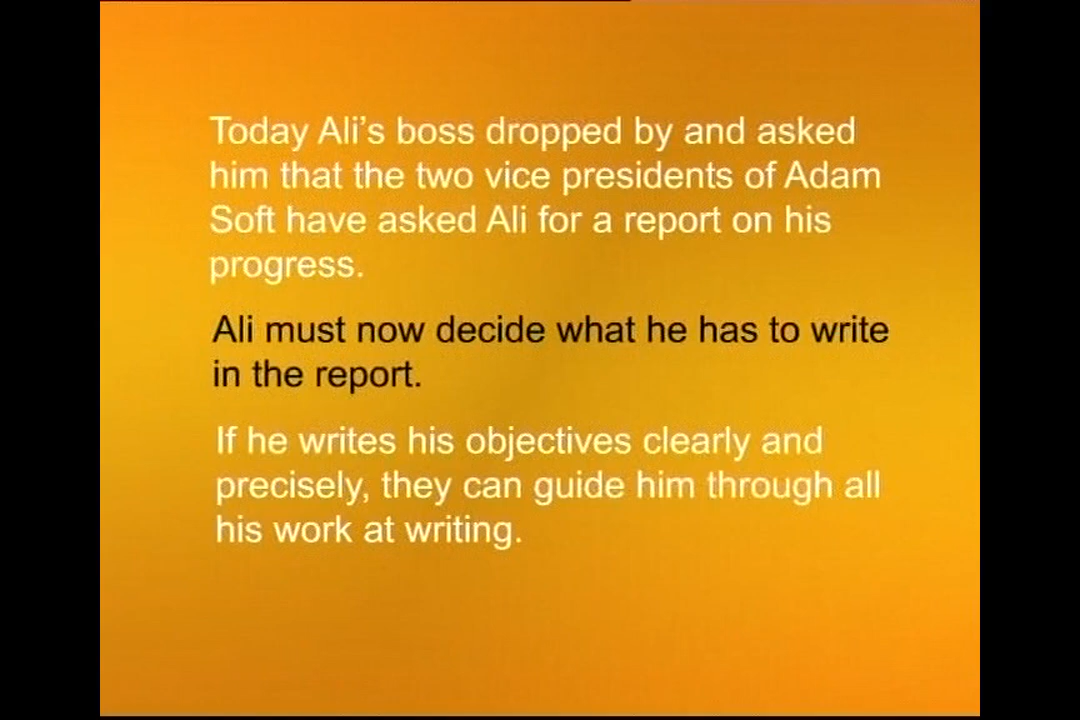 Today Ali’s boss dropped by and asked
him that the two vice presidents of Adam
Soft have asked Ali for a report on his
progress.
Ali must now decide what he has to write
in the report.
If he writes his objectives clearly and
precisely, they can guide him through all
his work at writing.